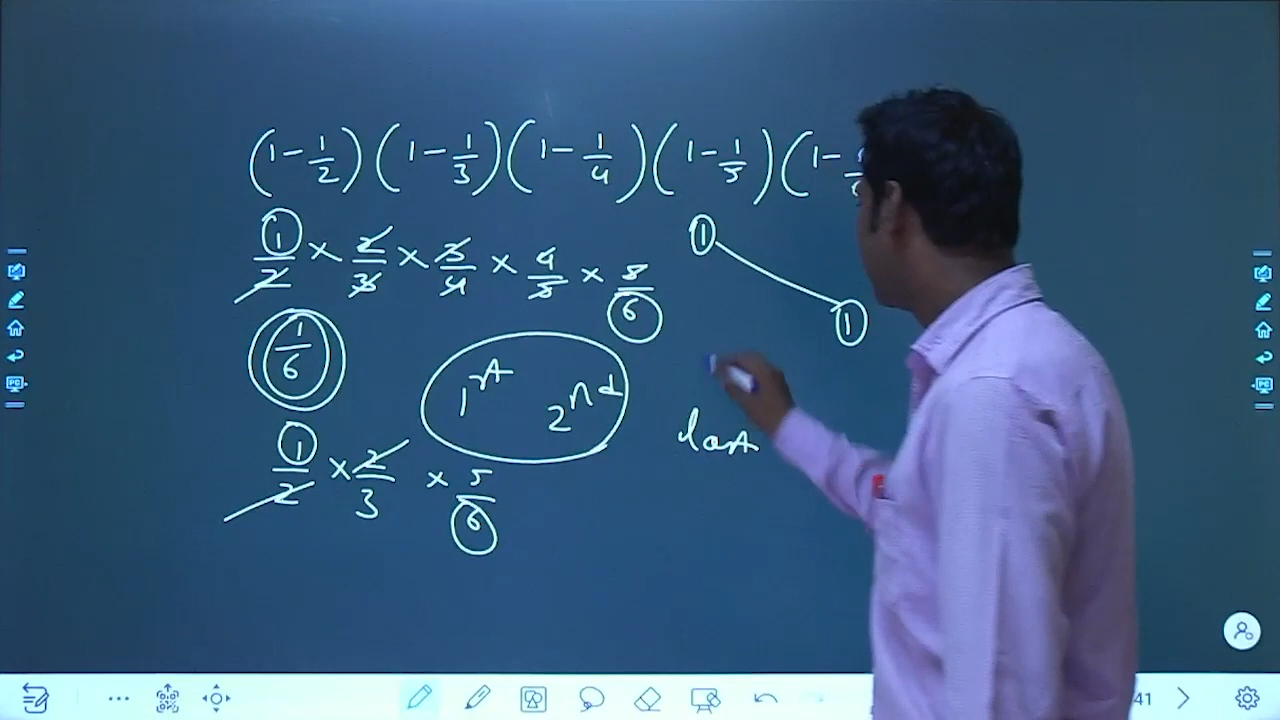 (1 - 1/2) (1 - 1/3) (1 - 1/4) (1 - 1/5) (1 -
1/2 × 2/3 × 3/4 × 4/5 × 5/6
1 1
1/6
1st 2nd
last
1/2 × 2/3 × 5/6
41